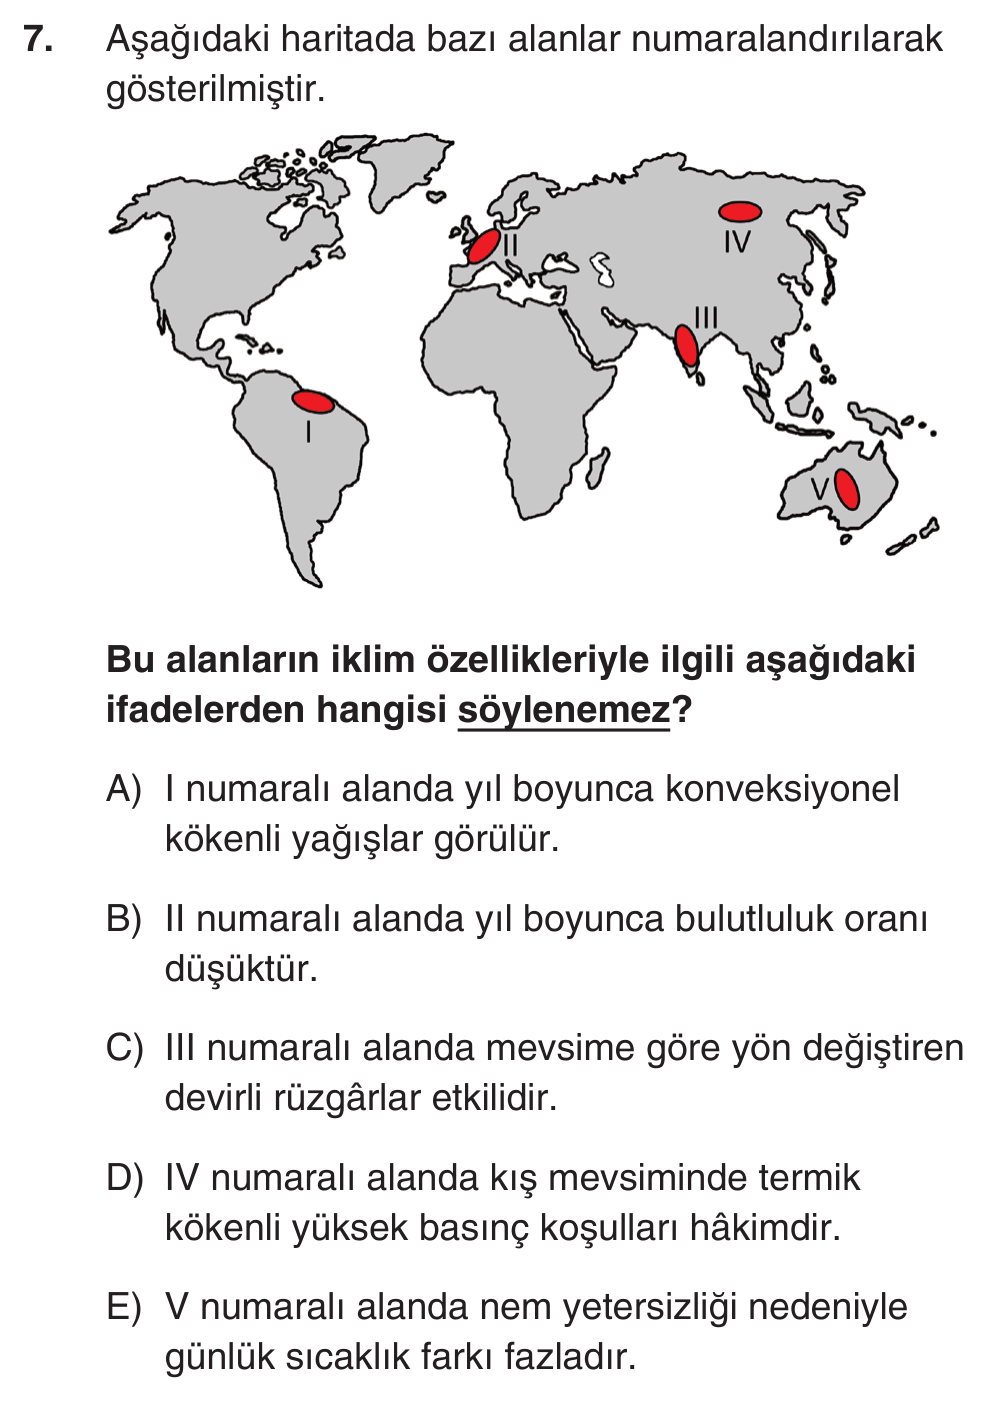 7. Aşağıdaki haritada bazı alanlar numaralandırılarak
gösterilmiştir.
II
IV
III
I
V
Bu alanların iklim özellikleriyle ilgili aşağıdaki
ifadelerden hangisi söylenemez?
A) I numaralı alanda yıl boyunca konveksiyonel
kökenli yağışlar görülür.
B) II numaralı alanda yıl boyunca bulutluluk oranı
düşüktür.
C) III numaralı alanda mevsime göre yön değiştiren
devirli rüzgârlar etkilidir.
D) IV numaralı alanda kış mevsiminde termik
kökenli yüksek basınç koşulları hâkimdir.
E) V numaralı alanda nem yetersizliği nedeniyle
günlük sıcaklık farkı fazladır.